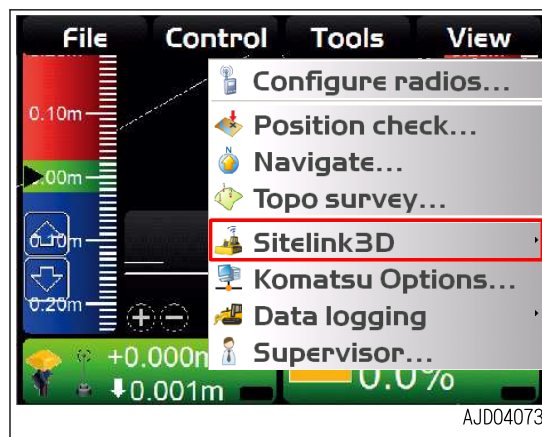 File Control Tools View
Configure radios...
0.10m
Position check...
Navigate...
Topo survey...
Sitelink3D
Komatsu Options...
0.20m
Data logging
Supervisor...
+0.000m
0.001m
0.0%
AJD04073